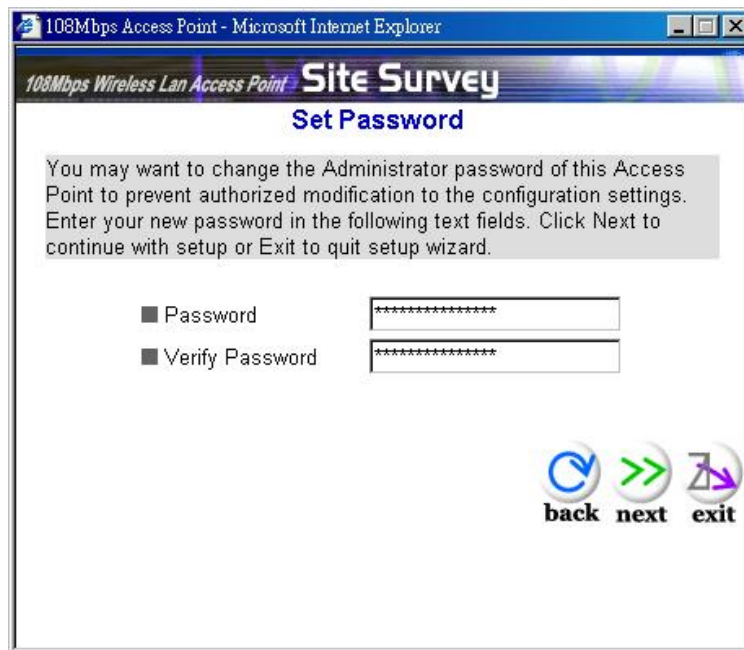 108Mbps Access Point - Microsoft Internet Explorer
108Mbps Wireless Lan Access Point Site Survey
Set Password
You may want to change the Administrator password of this Access
Point to prevent authorized modification to the configuration settings.
Enter your new password in the following text fields. Click Next to
continue with setup or Exit to quit setup wizard.
Password ***************
Verify Password ***************
back next exit